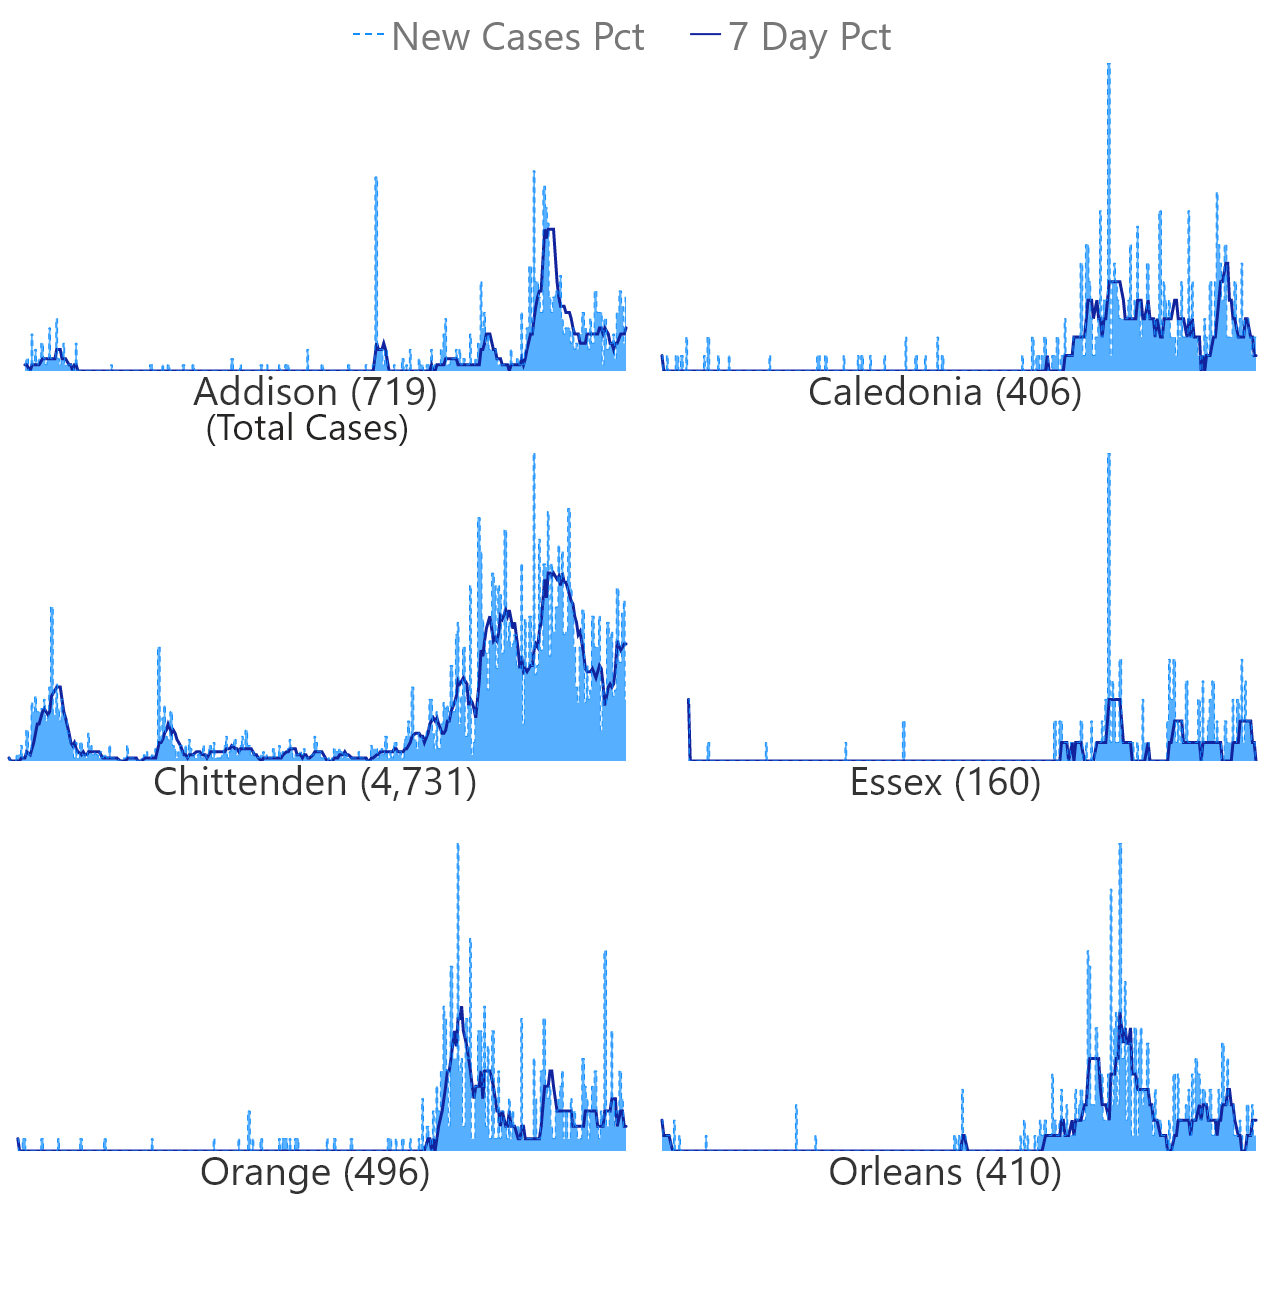 New Cases Pct 7 Day Pct
Addison (719) Caledonia (406)
(Total Cases)
Chittenden (4,731) Essex (160)
Orange (496) Orleans (410)